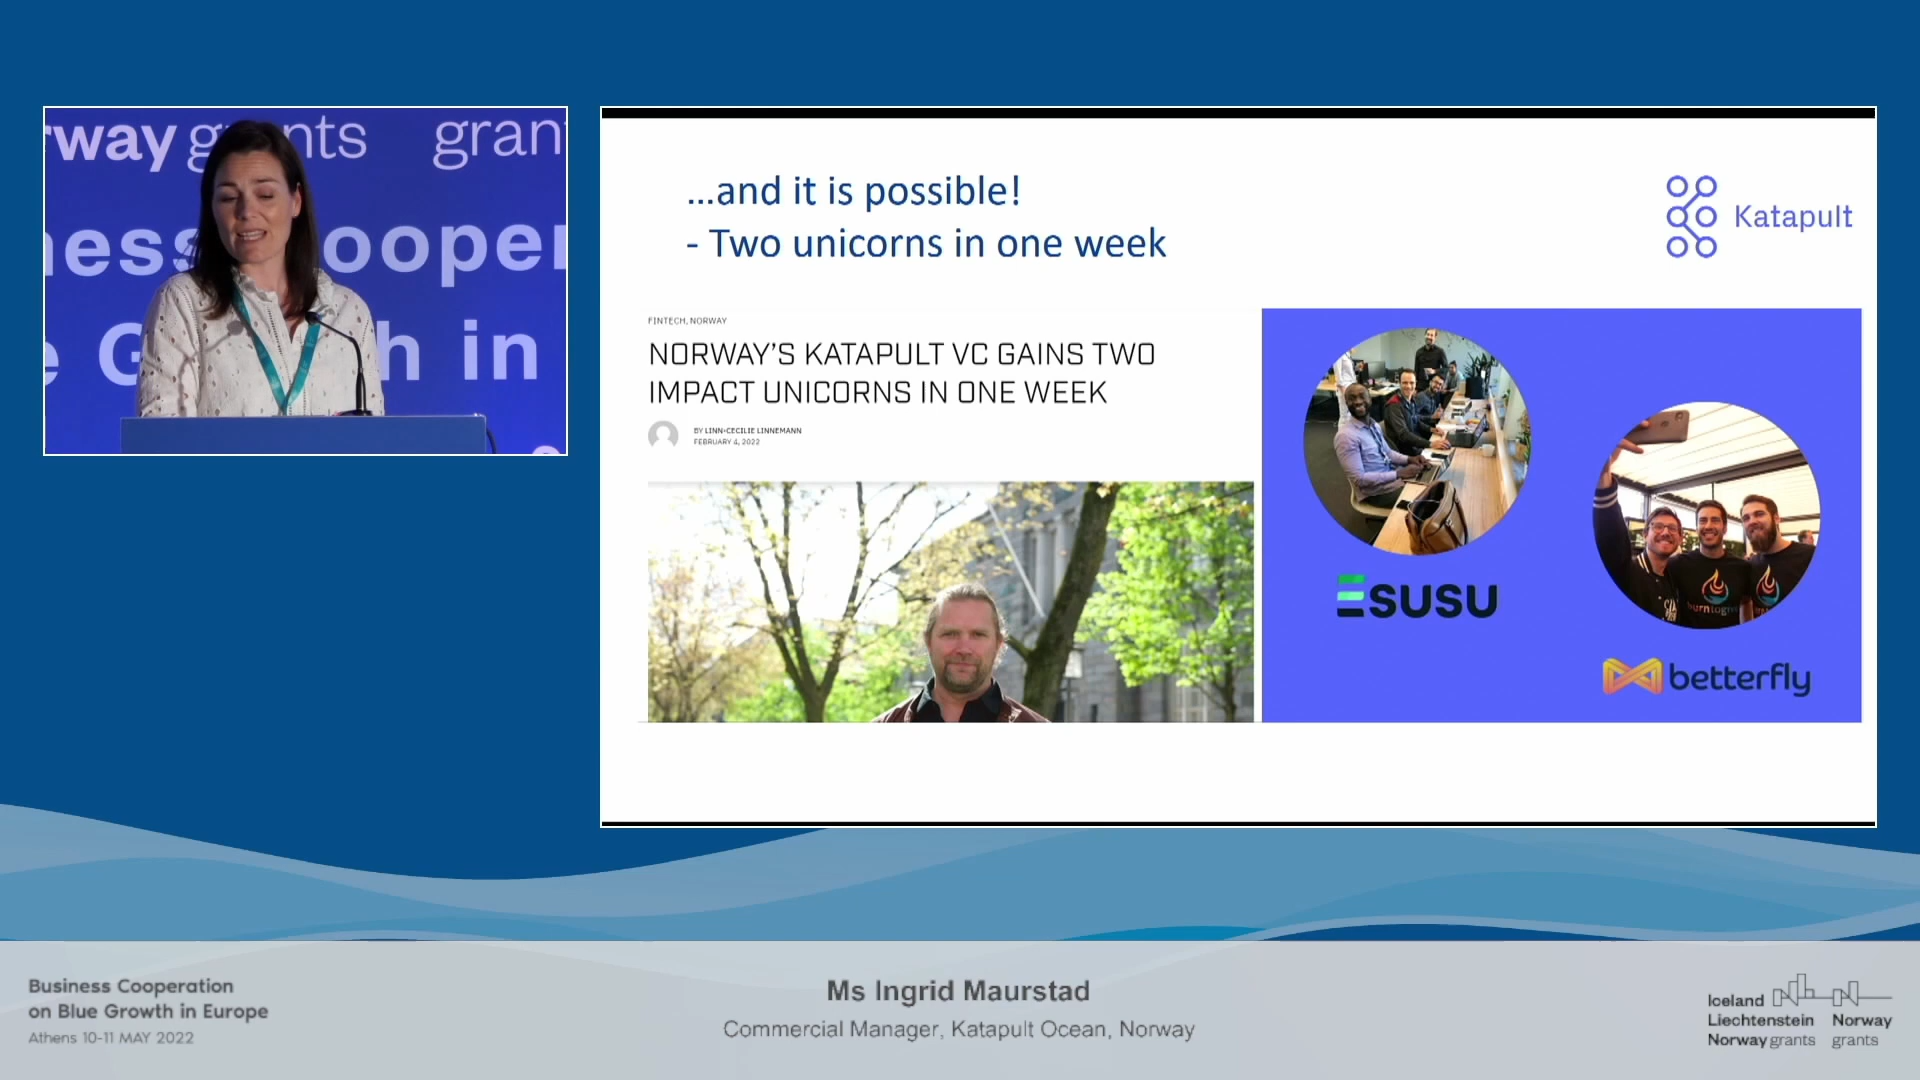 rway grants gran
ness Cooper
e G h in
...and it is possible!
- Two unicorns in one week
Katapult
FINTECH, NORWAY
NORWAY'S KATAPULT VC GAINS TWO
IMPACT UNICORNS IN ONE WEEK
BY LINN-CECILIE LINNEMANN
FEBRUARY 4, 2022
ESUSU
betterfly
Business Cooperation
on Blue Growth in Europe
Athens 10-11 MAY 2022
Ms Ingrid Maurstad
Commercial Manager, Katapult Ocean, Norway
Iceland
Liechtenstein
Norway grants
Norway
grants